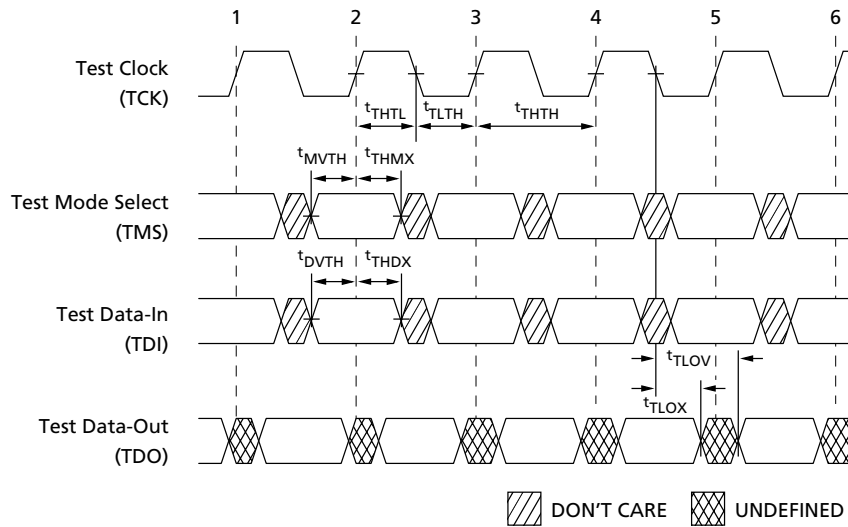 1 2 3 4 5 6
Test Clock
(TCK)
tTHTL tTLTH tTHTH
tMVTH tTHMX
Test Mode Select
(TMS)
tDVTH tTHDX
Test Data-In
(TDI)
tTLOV
tTLOX
Test Data-Out
(TDO)
DON'T CARE UNDEFINED